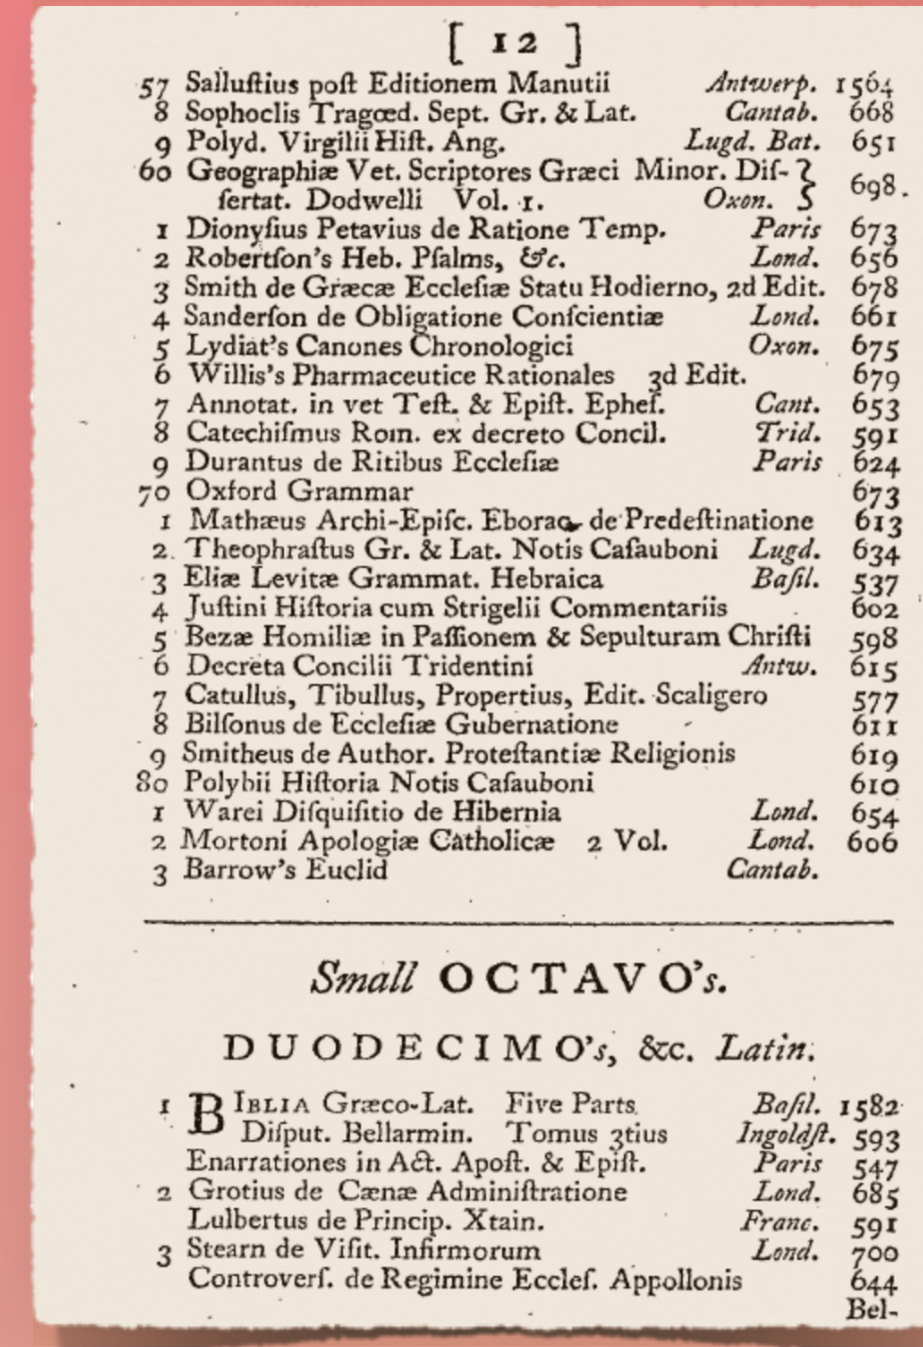 [ 12 ]
57 Salluſtius poſt Editionem Manutii Antwerp. 1564
8 Sophoclis Tragœd. Sept. Gr. & Lat. Cantab. 668
9 Polyd. Virgilii Hiſt. Ang. Lugd. Bat. 651
60 Geographiæ Vet. Scriptores Græci Minor. Diſ-
ſertat. Dodwelli Vol. 1. Oxon. } 698.
1 Dionyſius Petavius de Ratione Temp. Paris 673
2 Robertſon's Heb. Pſalms, &c. Lond. 656
3 Smith de Græcæ Eccleſiæ Statu Hodierno, 2d Edit. 678
4 Sanderſon de Obligatione Conſcientiæ Lond. 661
5 Lydiat's Canones Chronologici Oxon. 675
6 Willis's Pharmaceutice Rationales 3d Edit. 679
7 Annotat. in vet Teſt. & Epiſt. Epheſ. Cant. 653
8 Catechiſmus Rom. ex decreto Concil. Trid. 591
9 Durantus de Ritibus Eccleſiæ Paris 624
70 Oxford Grammar 673
1 Mathæus Archi-Epiſc. Eborac. de Predeſtinatione 613
2. Theophraſtus Gr. & Lat. Notis Caſauboni Lugd. 634
3 Eliæ Levitæ Grammat. Hebraica Baſil. 537
4 Juſtini Hiſtoria cum Strigelii Commentariis 602
5 Bezæ Homiliæ in Paſſionem & Sepulturam Chriſti 598
6 Decreta Concilii Tridentini Antw. 615
7 Catullus, Tibullus, Propertius, Edit. Scaligero 577
8 Bilſonus de Eccleſiæ Gubernatione 611
9 Smitheus de Author. Proteſtantiæ Religionis 619
80 Polybii Hiſtoria Notis Caſauboni 610
1 Warei Diſquiſitio de Hibernia Lond. 654
2 Mortoni Apologiæ Catholicæ 2 Vol. Lond. 606
3 Barrow's Euclid Cantab.
Small OCTAVO's.
DUODECIMO's, &c. Latin.
1 BIBLIA Græco-Lat. Five Parts Baſil. 1582
Diſput. Bellarmin. Tomus 3tius Ingoldſt. 593
Enarrationes in Act. Apoſt. & Epiſt. Paris 547
2 Grotius de Cænæ Adminiſtratione Lond. 685
Lulbertus de Princip. Xtain. Franc. 591
3 Stearn de Viſit. Infirmorum Lond. 700
Controverſ. de Regimine Eccleſ. Appollonis 644
Bel-